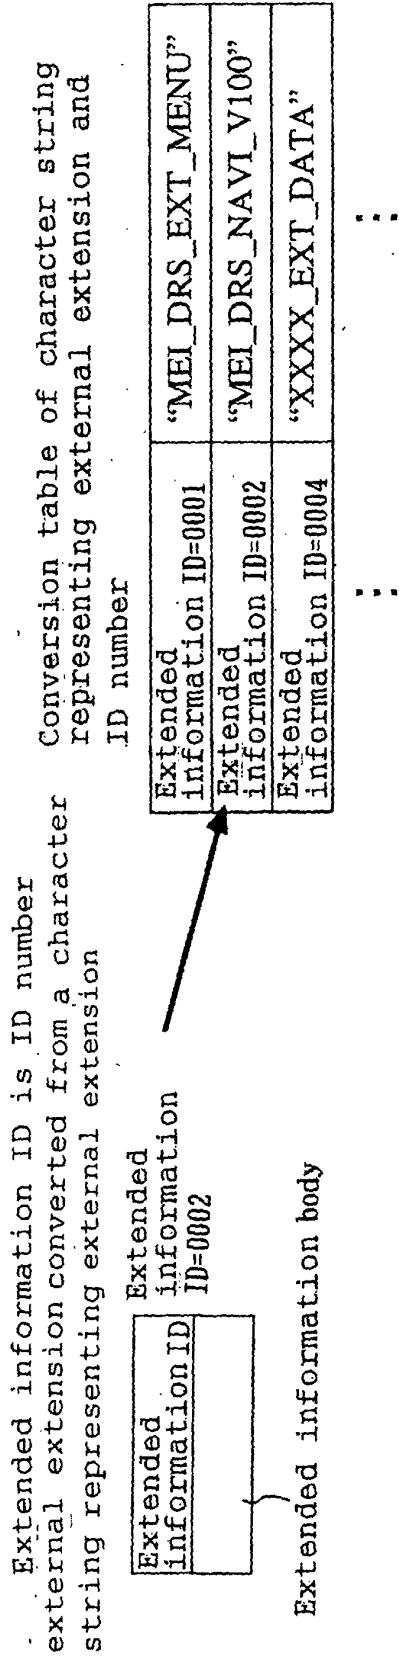 Extended information ID is ID number
external extension converted from a character
string representing external extension
Extended
information ID
Extended
information
ID=0002
Extended information body
Conversion table of character string
representing external extension and
ID number
Extended
information ID=0001
“MEI_DRS_EXT_MENU”
Extended
information ID=0002
“MEI_DRS_NAVI_V100”
Extended
information ID=0004
“XXXX_EXT_DATA”